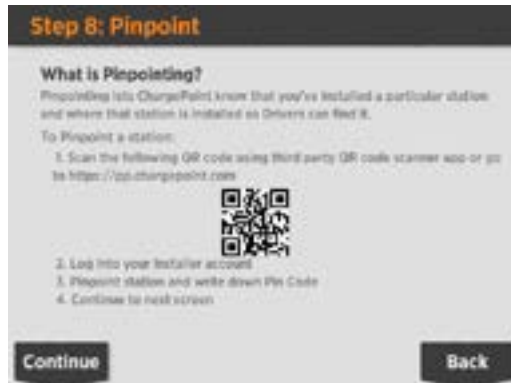 Step 8: Pinpoint
What is Pinpointing?
Pinpointing lets ChargePoint know that you've installed a particular station
and where that station is installed so Drivers can find it.
To Pinpoint a station:
1. Scan the following QR code using third party QR code scanner app or go
to https://pp.chargepoint.com
2. Log into your Installer account
3. Pinpoint station and write down Pin Code
4. Continue to next screen
Continue
Back